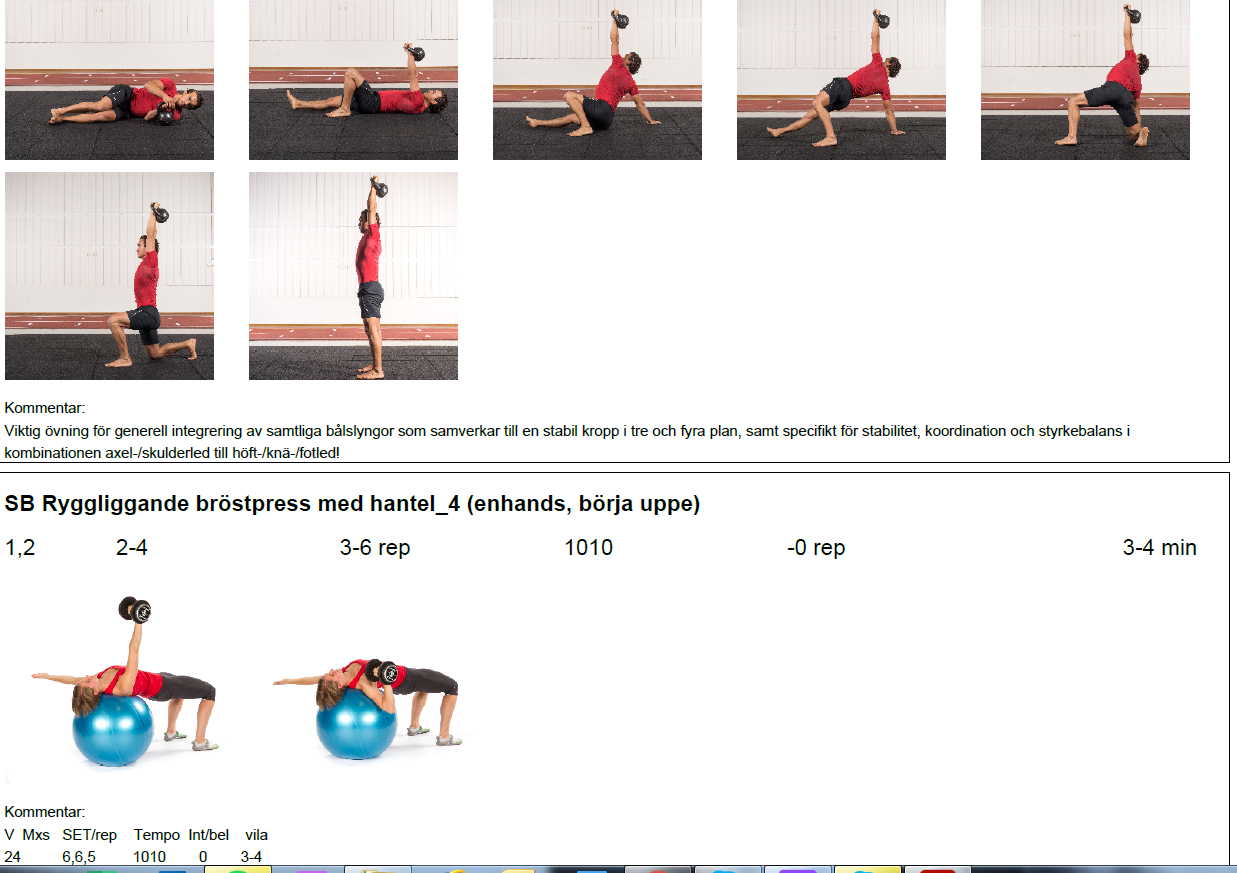 Kommentar:
Viktig övning för generell integrering av samtliga bålslyngor som samverkar till en stabil kropp i tre och fyra plan, samt specifikt för stabilitet, koordination och styrkebalans i
kombinationen axel-/skulderled till höft-/knä-/fotled!
SB Ryggliggande bröstpress med hantel_4 (enhands, börja uppe)
1,2 2-4 3-6 rep 1010 -0 rep 3-4 min
Kommentar:
V Mxs SET/rep Tempo Int/bel vila
24 6,6,5 1010 0 3-4